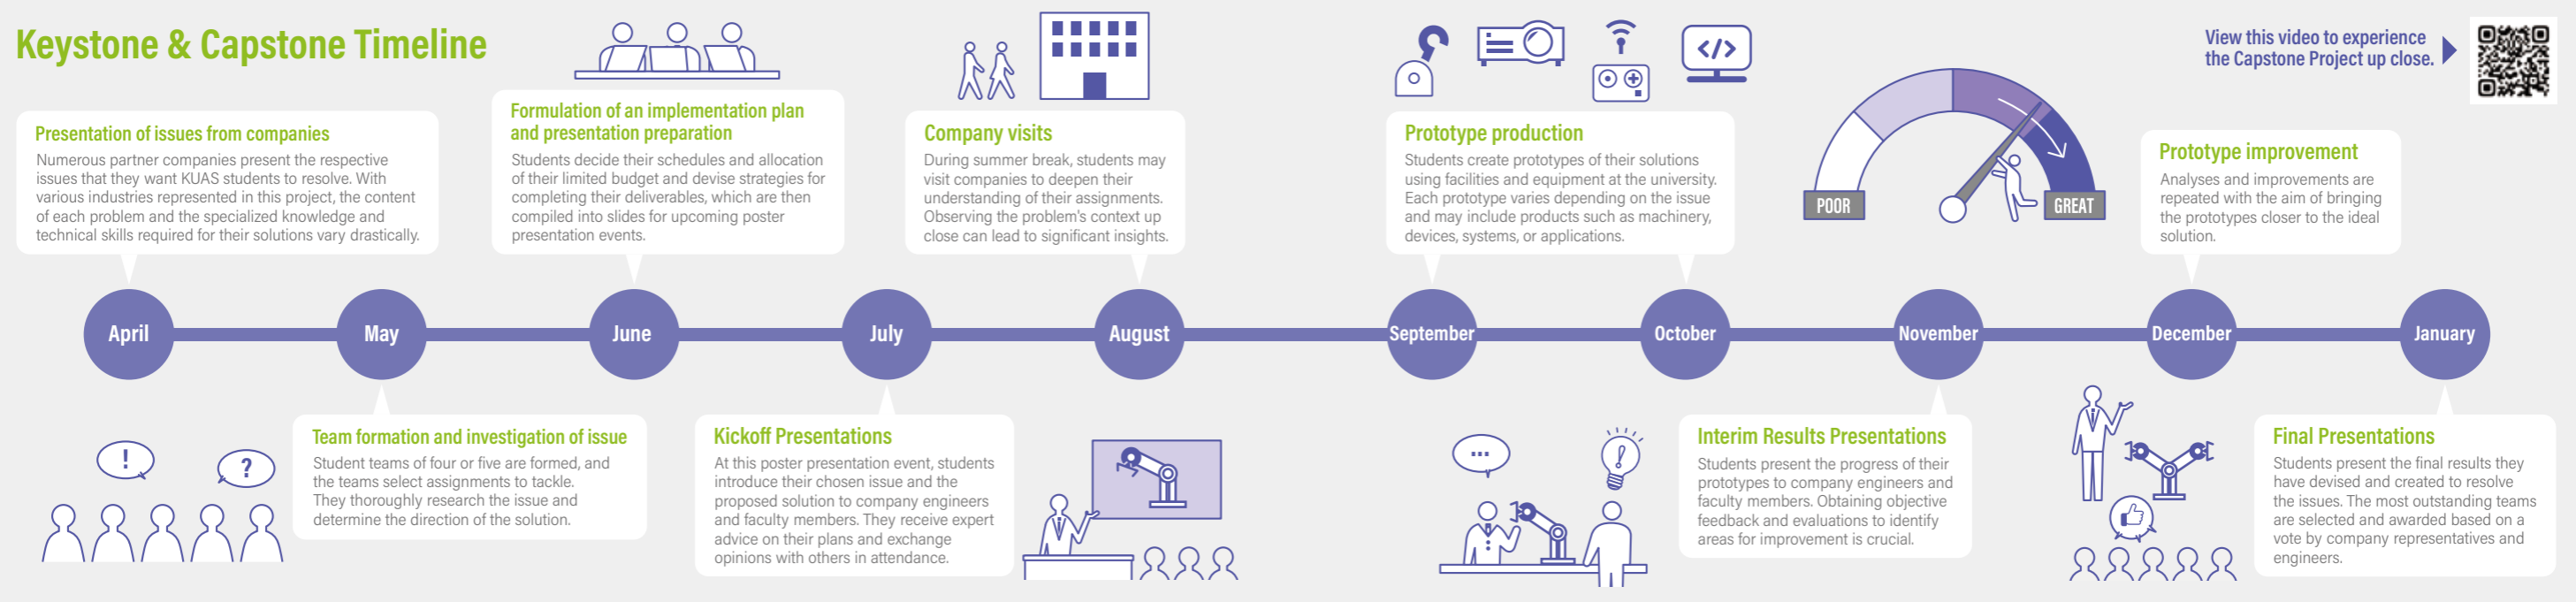 Keystone & Capstone Timeline
View this video to experience
the Capstone Project up close.
Presentation of issues from companies
Numerous partner companies present the respective
issues that they want KUAS students to resolve. With
various industries represented in this project, the content
of each problem and the specialized knowledge and
technical skills required for their solutions vary drastically.
Formulation of an implementation plan
and presentation preparation
Students decide their schedules and allocation
of their limited budget and devise strategies for
completing their deliverables, which are then
compiled into slides for upcoming poster
presentation events.
Company visits
During summer break, students may
visit companies to deepen their
understanding of their assignments.
Observing the problem's context up
close can lead to significant insights.
</>
Prototype production
Students create prototypes of their solutions
using facilities and equipment at the university.
Each prototype varies depending on the issue
and may include products such as machinery,
devices, systems, or applications.
POOR
GREAT
Prototype improvement
Analyses and improvements are
repeated with the aim of bringing
the prototypes closer to the ideal
solution.
April
May
June
July
August
September
October
November
December
January
!
?
Team formation and investigation of issue
Student teams of four or five are formed, and
the teams select assignments to tackle.
They thoroughly research the issue and
determine the direction of the solution.
Kickoff Presentations
At this poster presentation event, students
introduce their chosen issue and the
proposed solution to company engineers
and faculty members. They receive expert
advice on their plans and exchange
opinions with others in attendance.
...
!
Interim Results Presentations
Students present the progress of their
prototypes to company engineers and
faculty members. Obtaining objective
feedback and evaluations to identify
areas for improvement is crucial.
Final Presentations
Students present the final results they
have devised and created to resolve
the issues. The most outstanding teams
are selected and awarded based on a
vote by company representatives and
engineers.